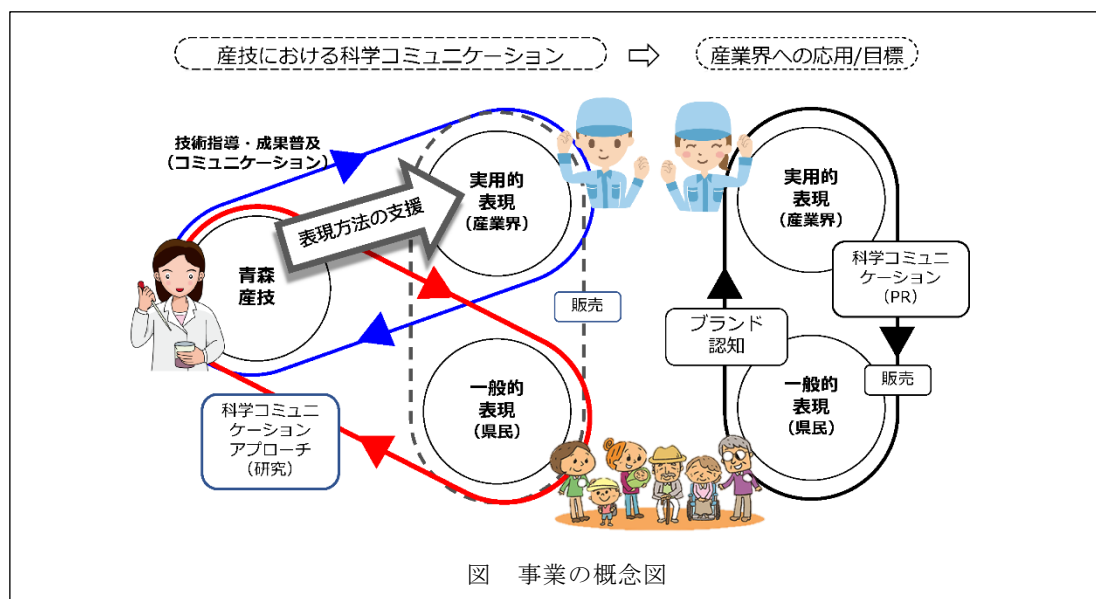 産技における科学コミュニケーション
⇨
産業界への応用/目標
技術指導・成果普及
（コミュニケーション）
表現方法の支援
実用的
表現
（産業界）
青森
産技
販売
一般的
表現
（県民）
科学コミュニ
ケーション
アプローチ
（研究）
実用的
表現
（産業界）
科学コミュニ
ケーション
（PR）
ブランド
認知
販売
一般的
表現
（県民）
図　事業の概念図